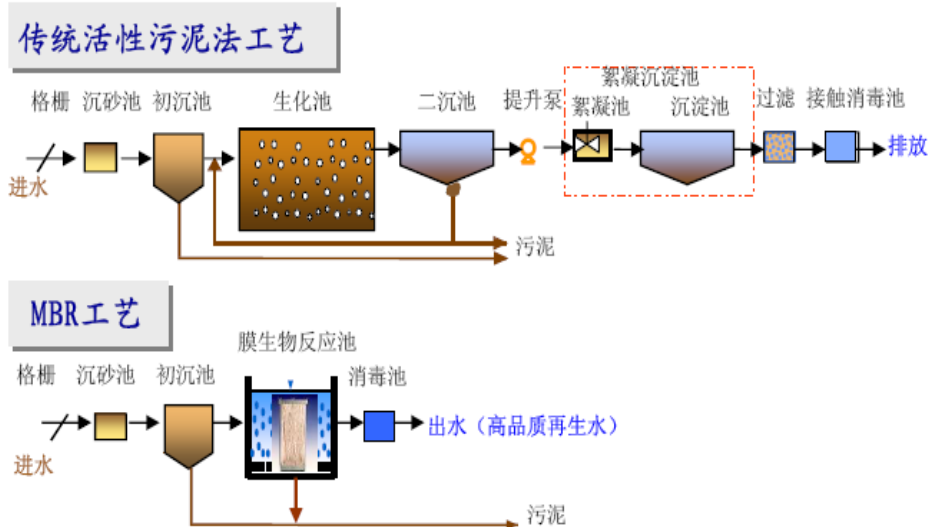 传统活性污泥法工艺
絮凝沉淀池
格栅 沉砂池 初沉池 生化池 二沉池 提升泵 絮凝池 沉淀池 过滤 接触消毒池
进水
排放
污泥
MBR工艺
膜生物反应池
格栅 沉砂池 初沉池 消毒池
出水（高品质再生水）
进水
污泥